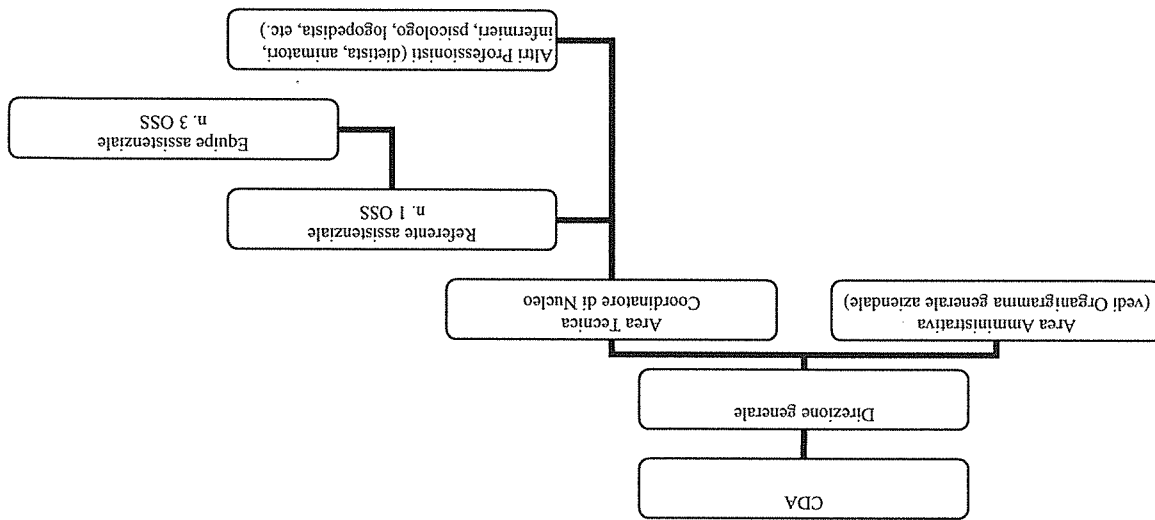 CDA
Direzione generale
Area Amministrativa
(vedi Organigramma generale aziendale)
Area Tecnica
Coordinatore di Nucleo
Referente assistenziale
n. 1 OSS
Equipe assistenziale
n. 3 OSS
Altri Professionisti (dietista, animatori,
infermieri, psicologo, logopedista, etc.)